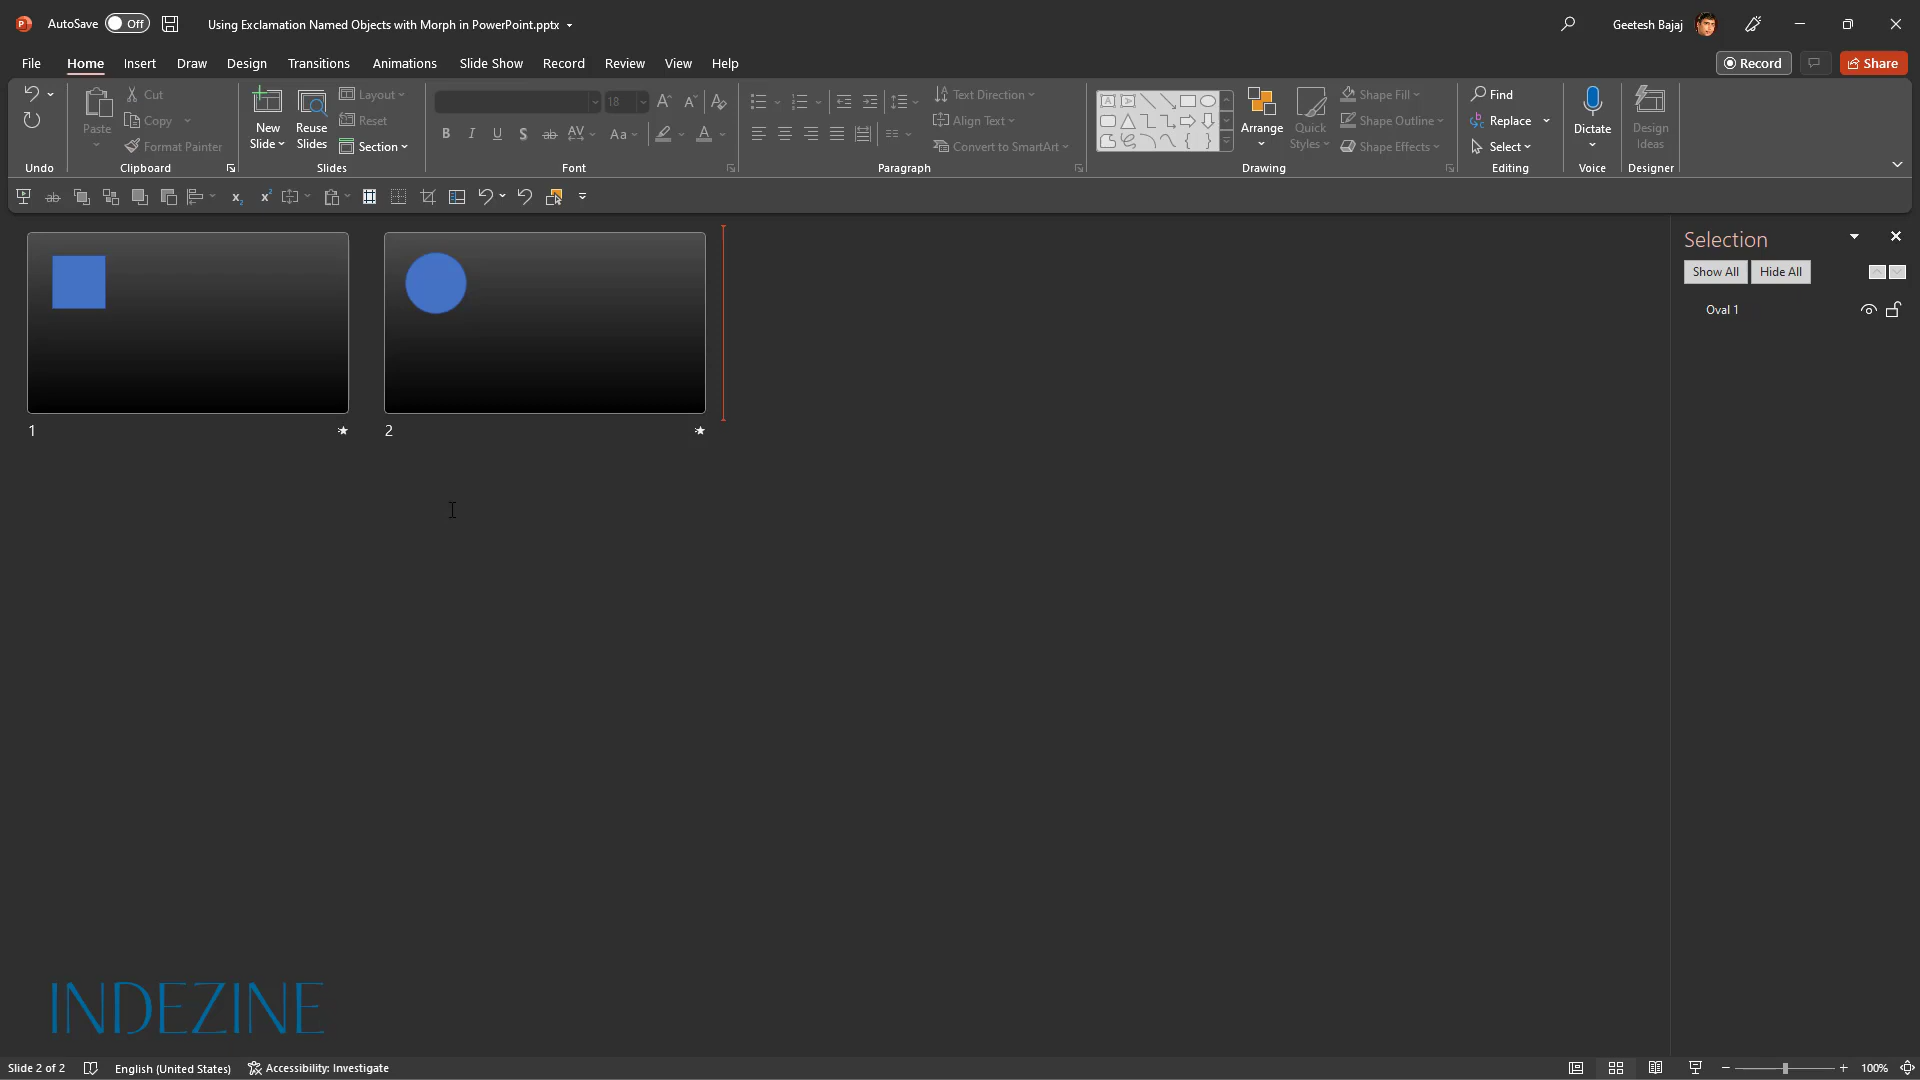 AutoSave Off Using Exclamation Named Objects with Morph in PowerPoint.pptx Geetesh Bajaj
File Home Insert Draw Design Transitions Animations Slide Show Record Review View Help Record Share
Paste
Cut
Copy
Format Painter
New
Slide
Reuse
Slides
Layout
Reset
Section
18
B I U S ab AV Aa A
Text Direction
Align Text
Convert to SmartArt
Arrange
Quick
Styles
Shape Fill
Shape Outline
Shape Effects
Find
Replace
Select
Dictate
Design
Ideas
Undo Clipboard Slides Font Paragraph Drawing Editing Voice Designer
Selection
Show All Hide All
Oval 1
1 2
INDEZINE
Slide 2 of 2 English (United States) Accessibility: Investigate 100%